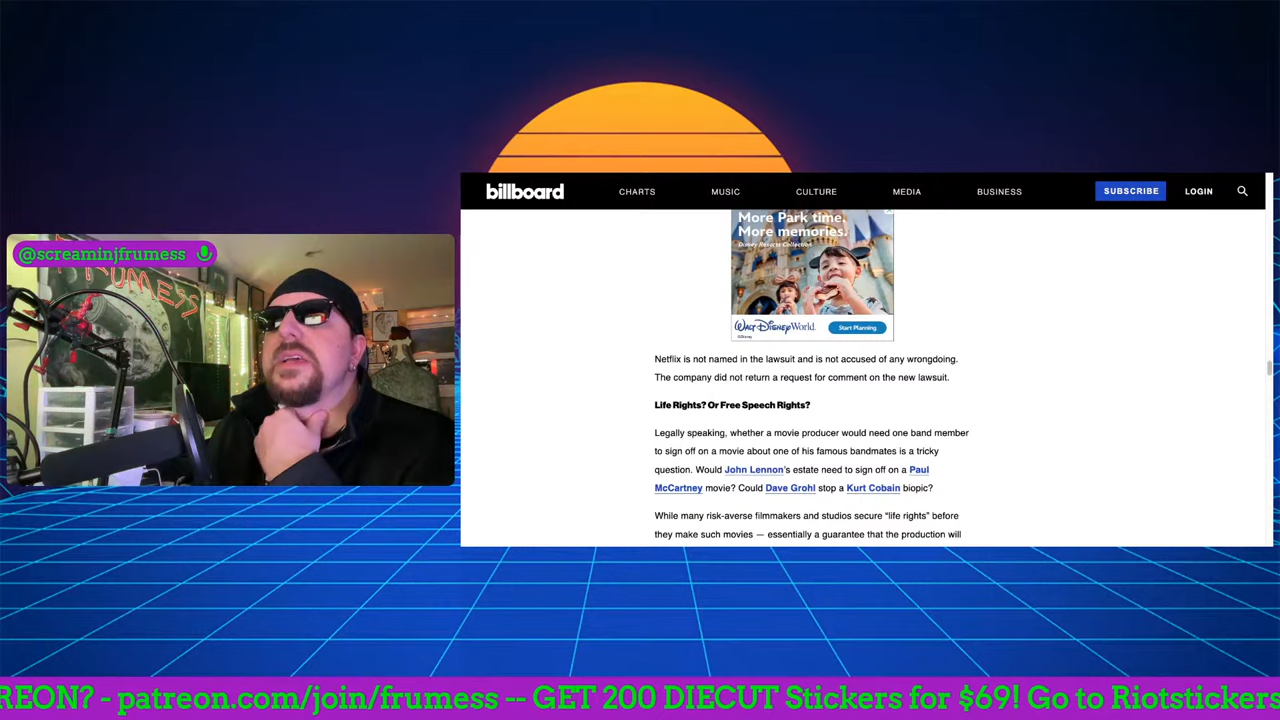 billboard
CHARTS
MUSIC
CULTURE
MEDIA
BUSINESS
SUBSCRIBE
LOGIN
More Park time.
More memories.
Disney Resorts Collection
Walt Disney World.
Start Planning
©Disney
@screaminjfrumess
FRUMESS
Netflix is not named in the lawsuit and is not accused of any wrongdoing.
The company did not return a request for comment on the new lawsuit.
Life Rights? Or Free Speech Rights?
Legally speaking, whether a movie producer would need one band member
to sign off on a movie about one of his famous bandmates is a tricky
question. Would John Lennon’s estate need to sign off on a Paul
McCartney movie? Could Dave Grohl stop a Kurt Cobain biopic?
While many risk-averse filmmakers and studios secure “life rights” before
they make such movies — essentially a guarantee that the production will
REON? - patreon.com/join/frumess -- GET 200 DIECUT Stickers for $69! Go to Riotstickers